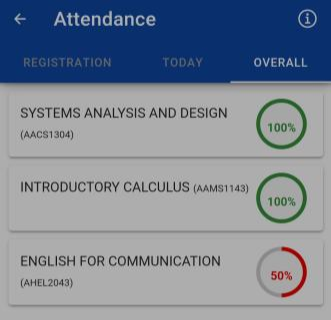 Attendance
REGISTRATION TODAY OVERALL
SYSTEMS ANALYSIS AND DESIGN
(AACS1304)
100%
INTRODUCTORY CALCULUS (AAMS1143)
100%
ENGLISH FOR COMMUNICATION
(AHEL2043)
50%